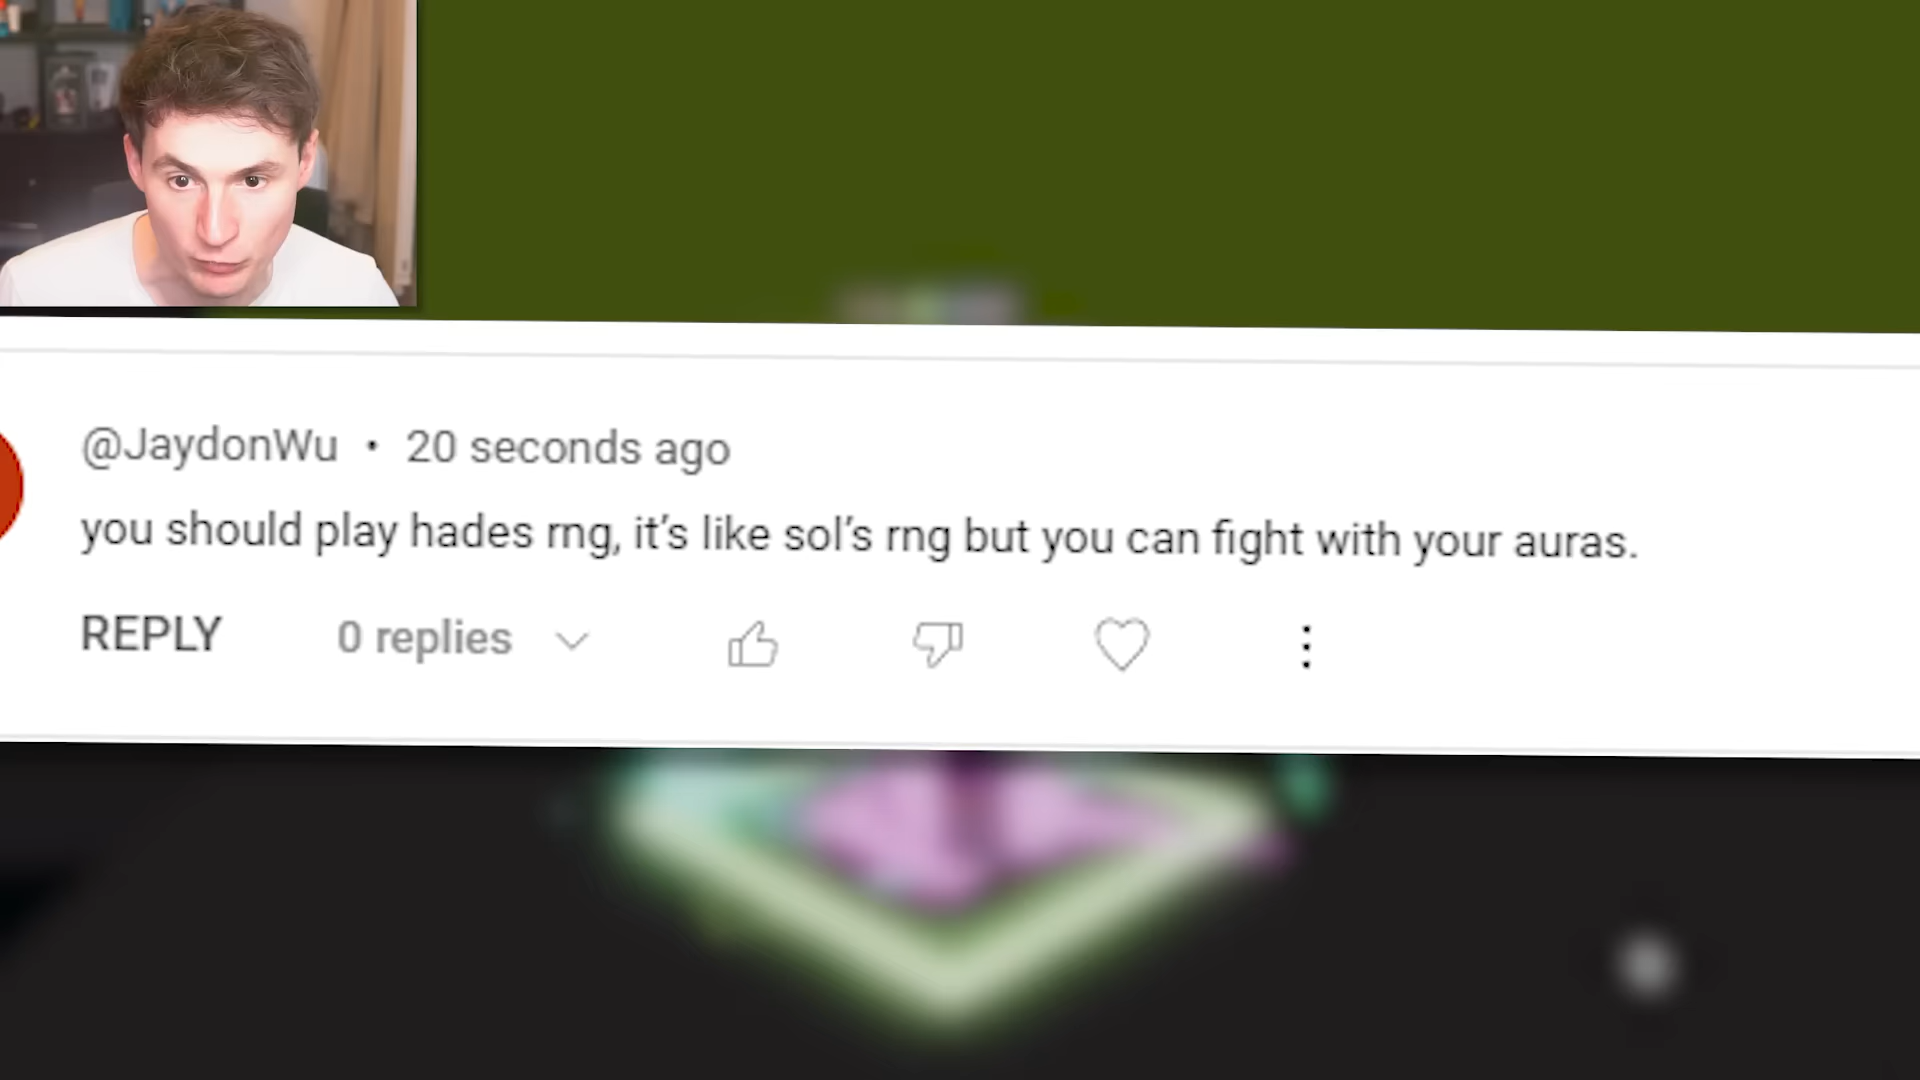 @JaydonWu • 20 seconds ago
you should play hades rng, it’s like sol’s rng but you can fight with your auras.
REPLY 0 replies